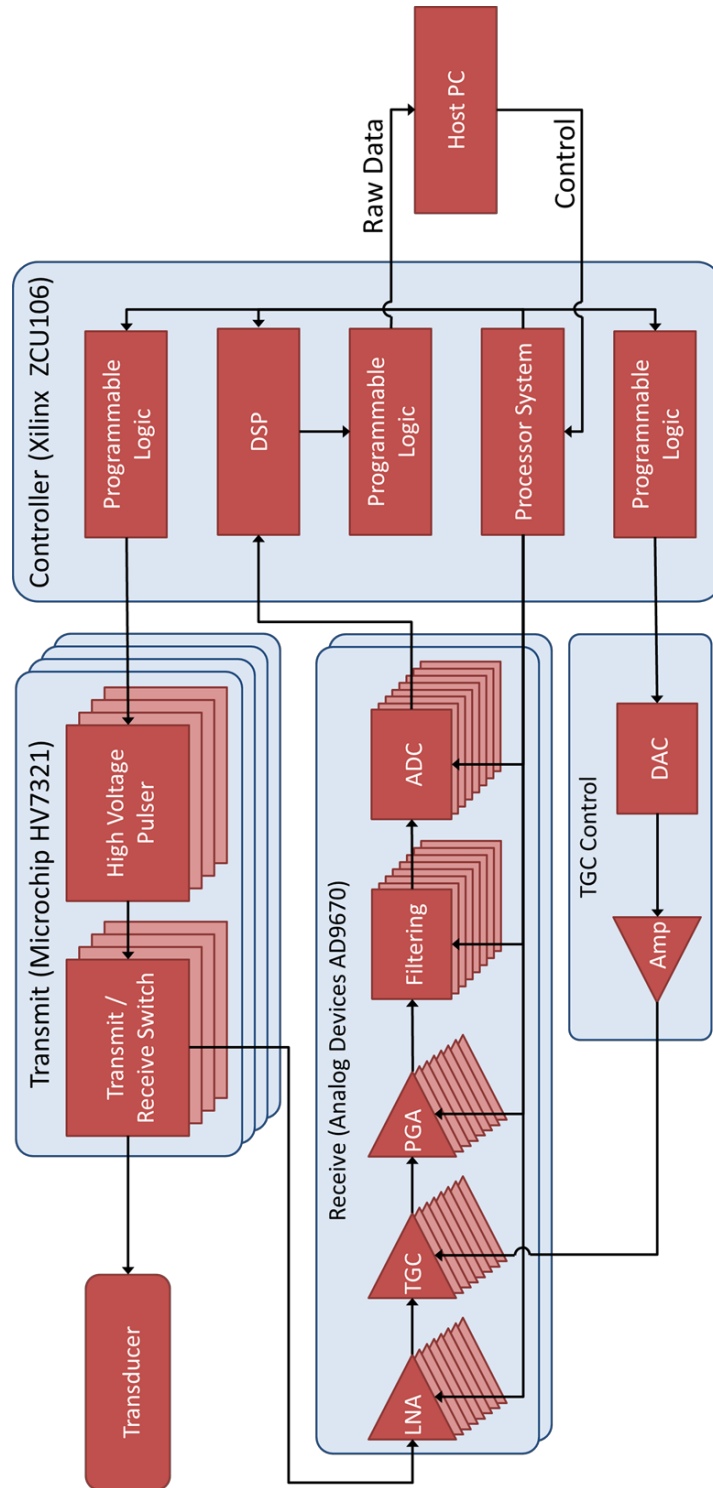 Transducer
Transmit (Microchip HV7321)
Transmit /
Receive Switch
High Voltage
Pulser
Controller (Xilinx ZCU106)
Programmable
Logic
DSP
Programmable
Logic
Processor System
Programmable
Logic
Raw Data
Host PC
Control
Receive (Analog Devices AD9670)
LNA
TGC
PGA
Filtering
ADC
TGC Control
Amp
DAC